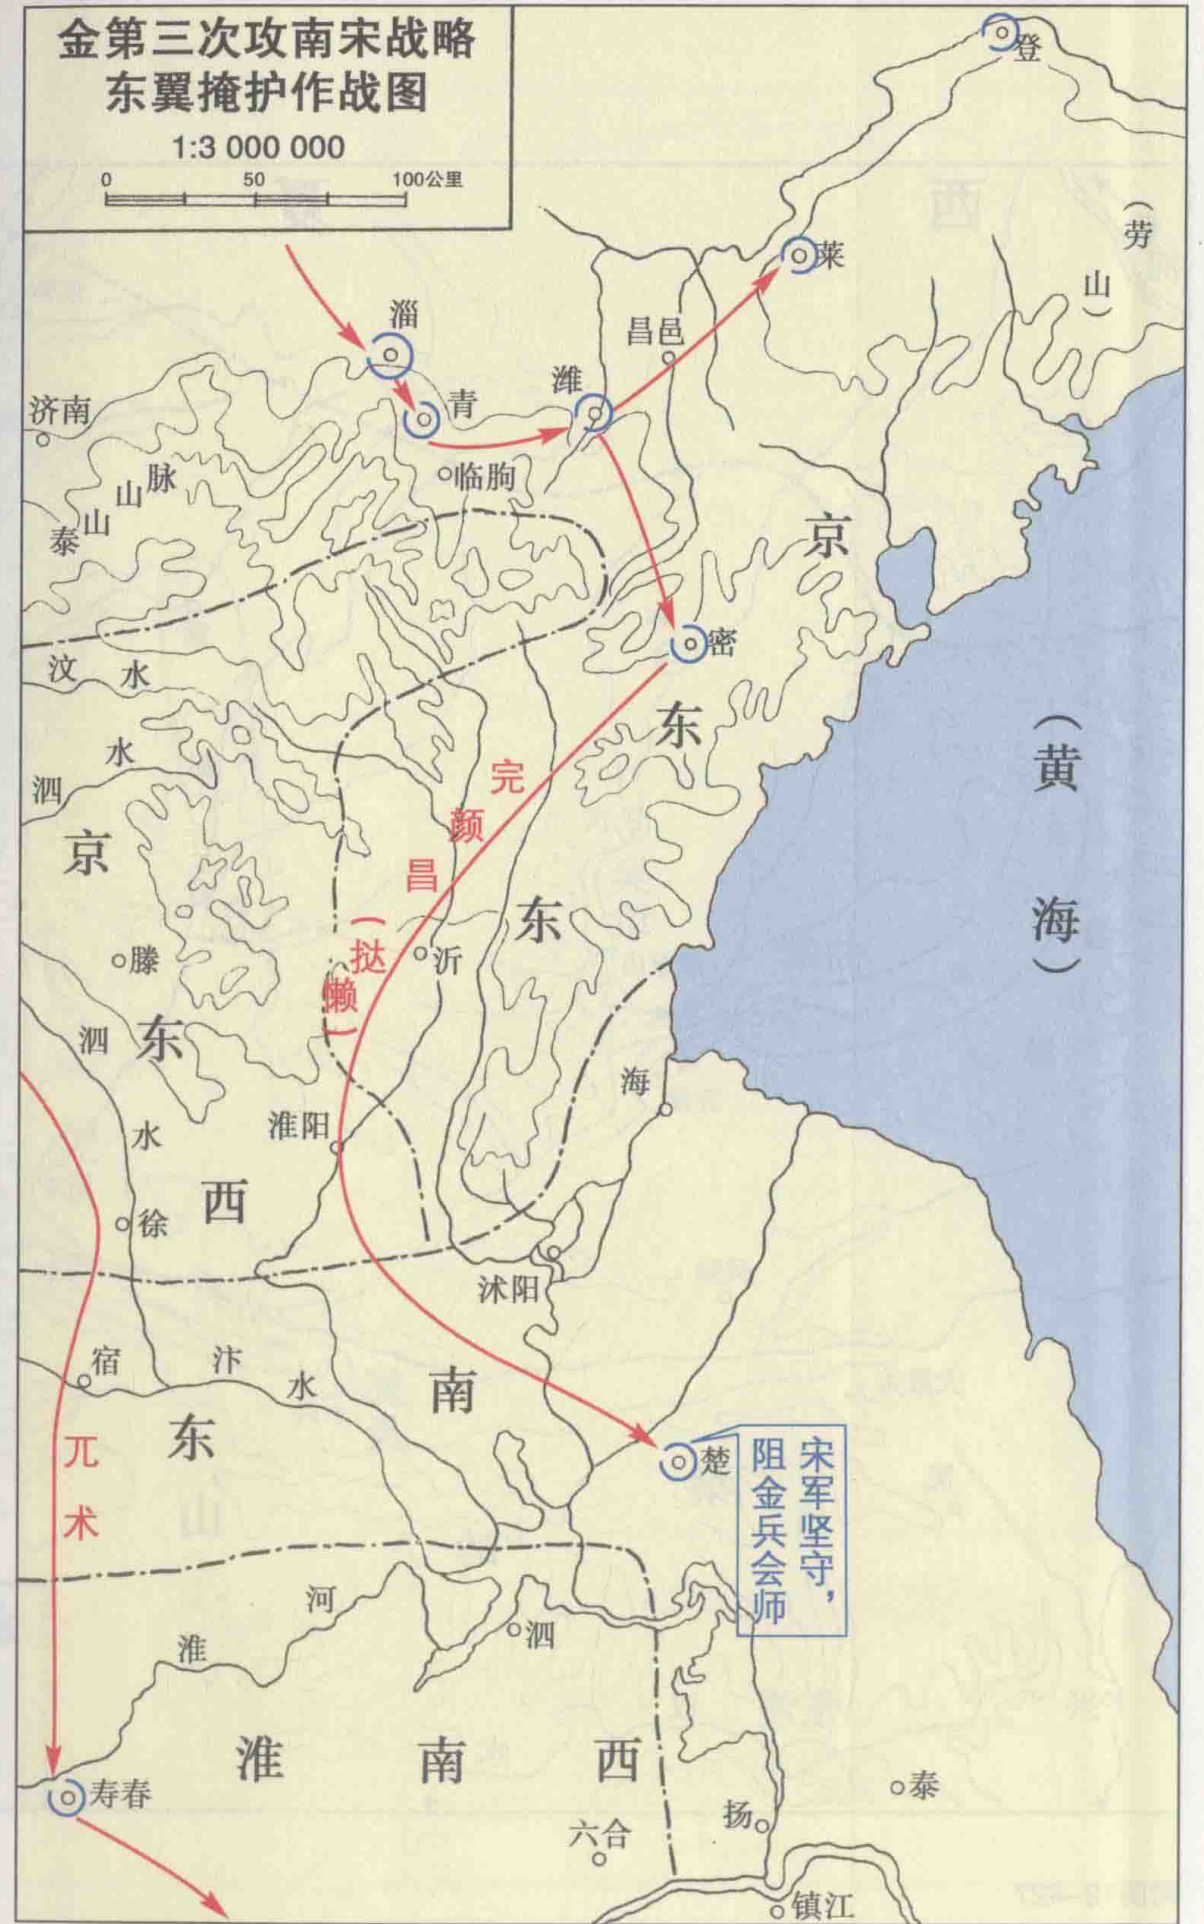 金第三次攻南宋战略
东翼掩护作战图
1:3 000 000
0 50 100公里
登
(劳山)
莱
淄
昌邑
潍
青
济南
临朐
泰山山脉
京
密
汶水
东
(黄海)
泗水
完颜昌(挞懒)
京
东
沂
滕
东
泗水
海
淮阳
西
徐
沭阳
宿
汴水
南
东
兀术
楚
宋军坚守,
阻金兵会师
淮河
泗
淮南西
寿春
泰
扬
六合
镇江